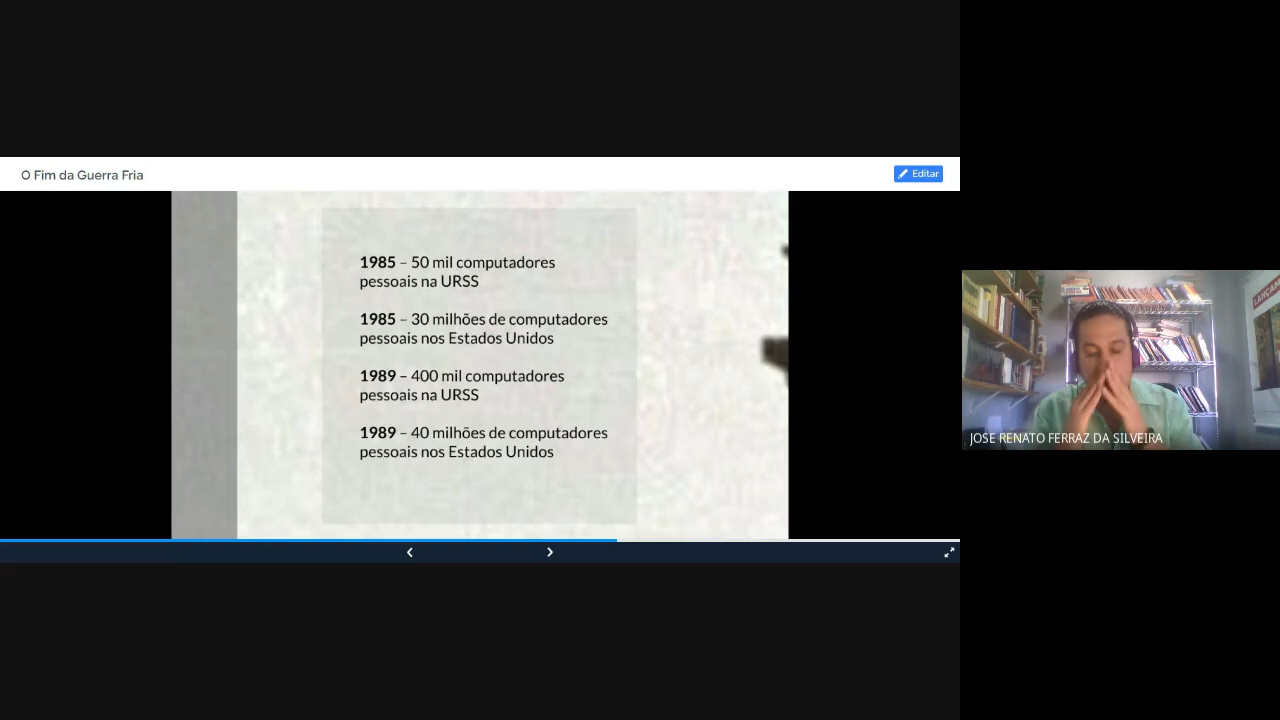 O Fim da Guerra Fria
Editar
1985 – 50 mil computadores
pessoais na URSS
1985 – 30 milhões de computadores
pessoais nos Estados Unidos
1989 – 400 mil computadores
pessoais na URSS
1989 – 40 milhões de computadores
pessoais nos Estados Unidos
LANÇAM
JOSE RENATO FERRAZ DA SILVEIRA